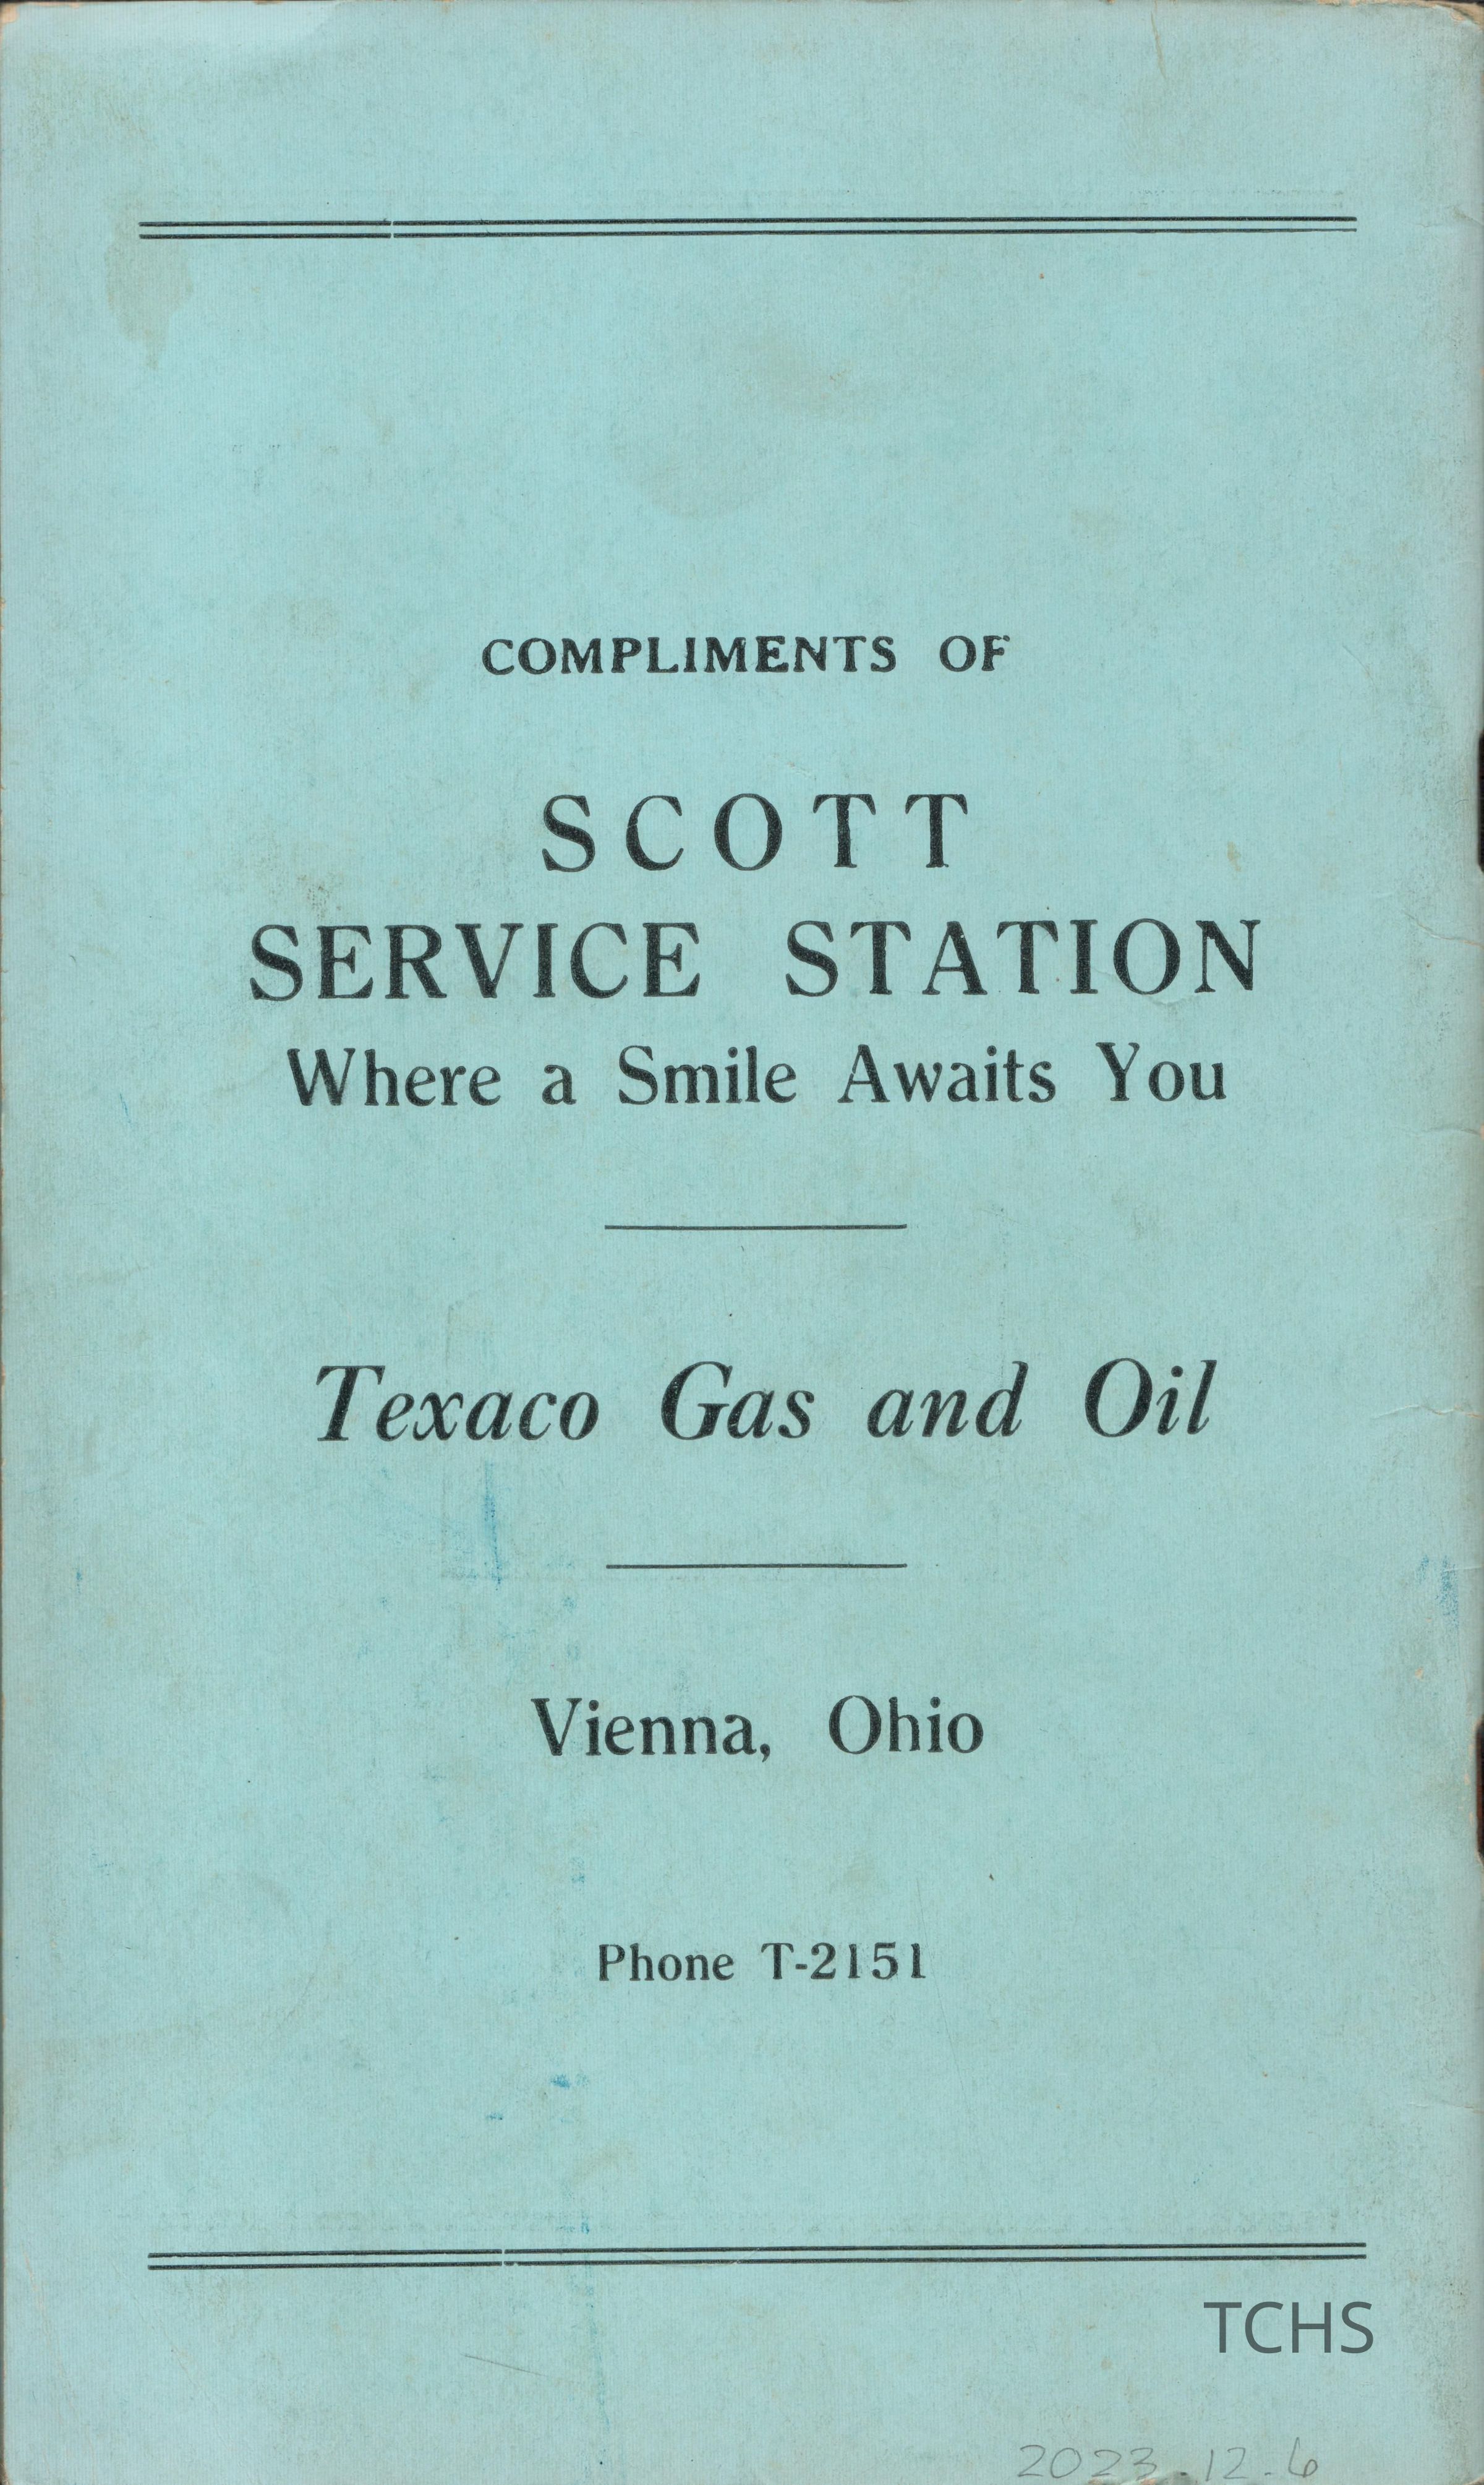 COMPLIMENTS OF
SCOTT
SERVICE STATION
Where a Smile Awaits You
Texaco Gas and Oil
Vienna, Ohio
Phone T-2151
TCHS
2023.12.6